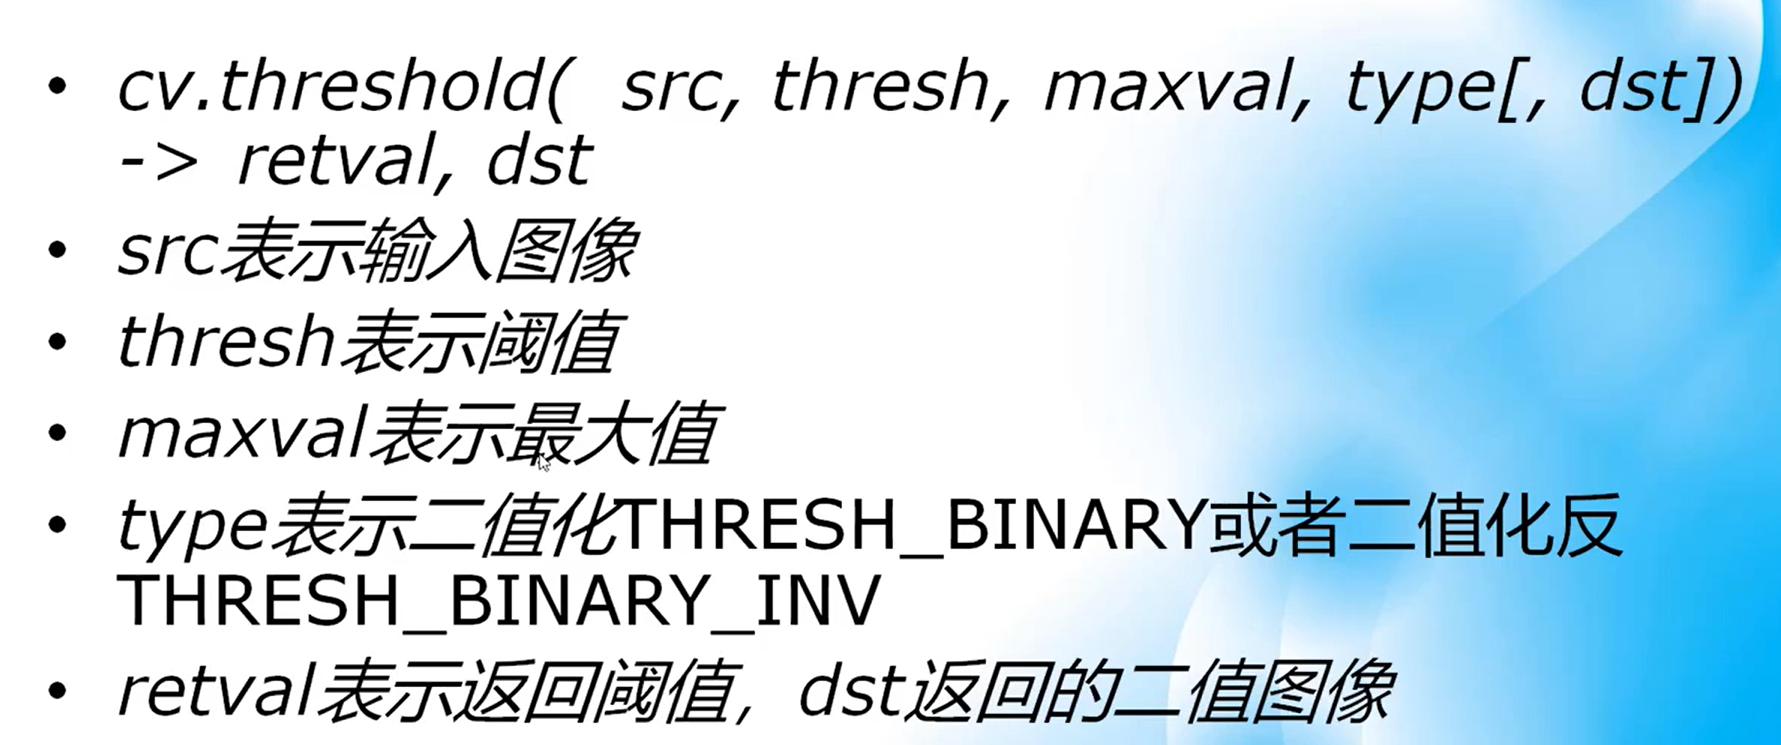 • cv.threshold( src, thresh, maxval, type[, dst])
-> retval, dst
• src表示输入图像
• thresh表示阈值
• maxval表示最大值
• type表示二值化THRESH_BINARY或者二值化反
THRESH_BINARY_INV
• retval表示返回阈值，dst返回的二值图像